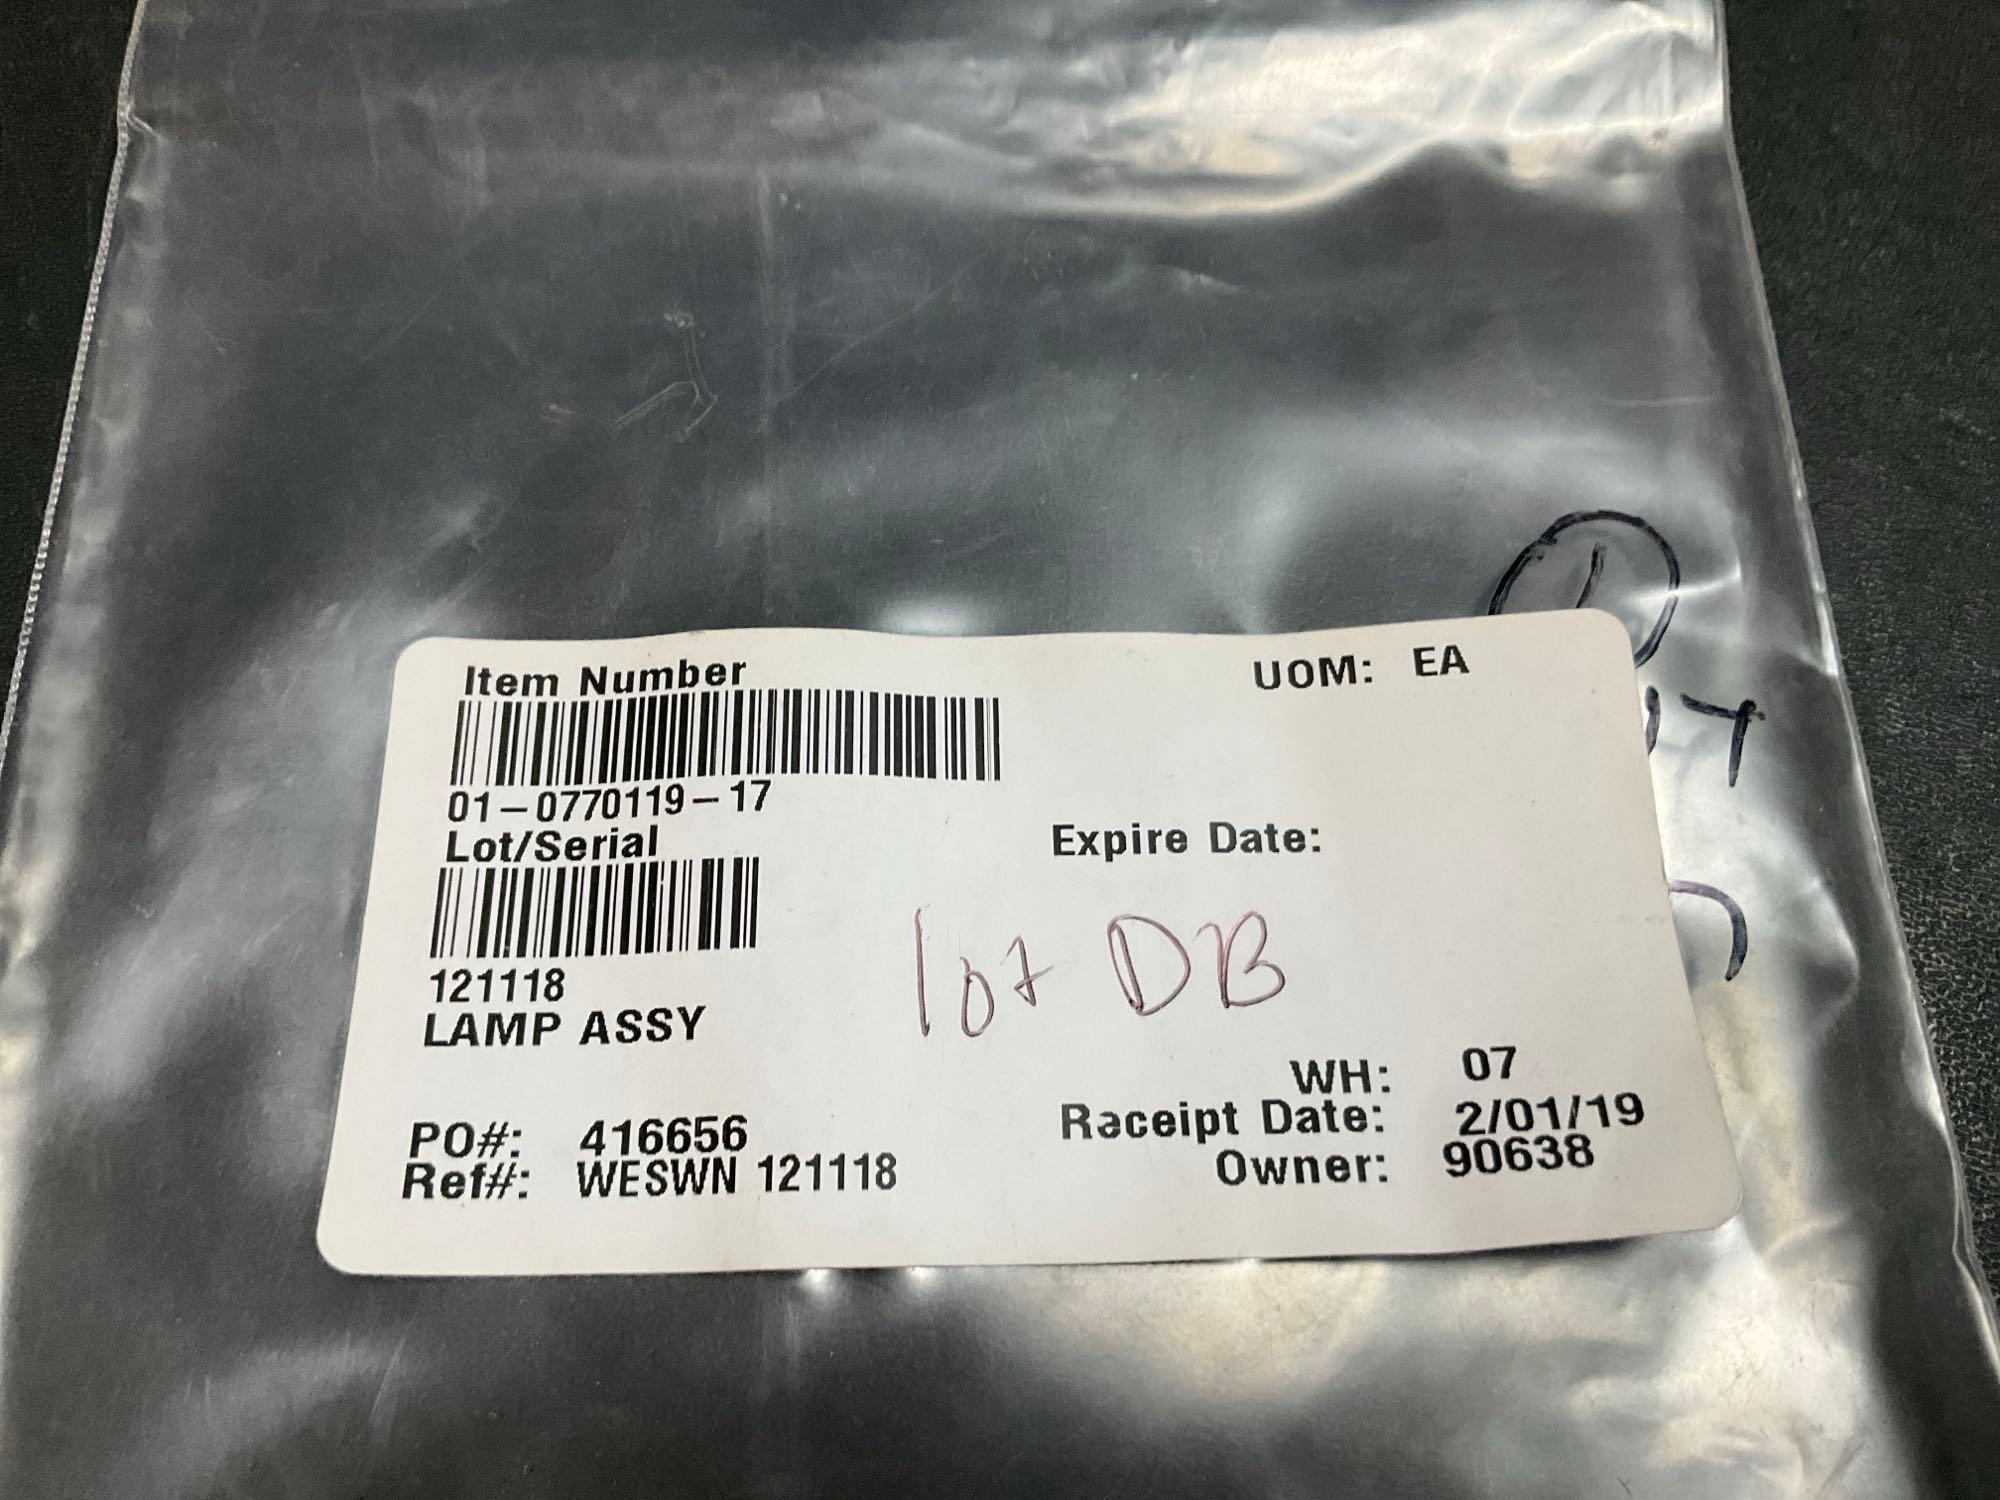 Item Number
UOM: EA
01-0770119-17
Lot/Serial
Expire Date:
121118
lot DB
LAMP ASSY
WH: 07
PO#: 416656
Raceipt Date: 2/01/19
Ref#: WESWN 121118
Owner: 90638
1